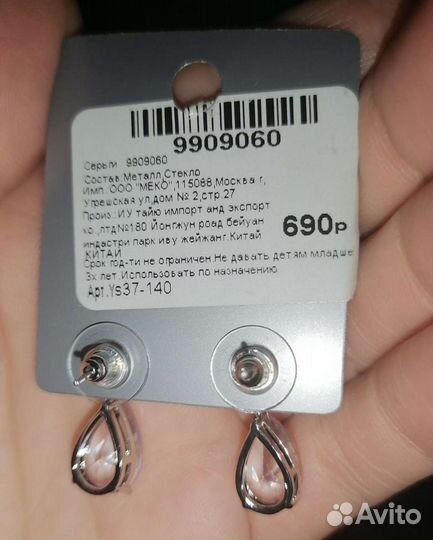 9909060
Серьги 9909060
Состав:Металл,Стекло
Имп.:ООО "МЕКО",115088,Москва г,
Угрешская ул,дом № 2,стр.27
Произ.:ИУ тайю импорт анд экспорт
ко.,лтд№180 Йонгжун роад бейуан
индастри парк иву жейжанг.Китай
КИТАЙ
690р
Срок год-ти не ограничен.Не давать детям младше
3х лет.Использовать по назначению
Арт.Ys37-140
Avito